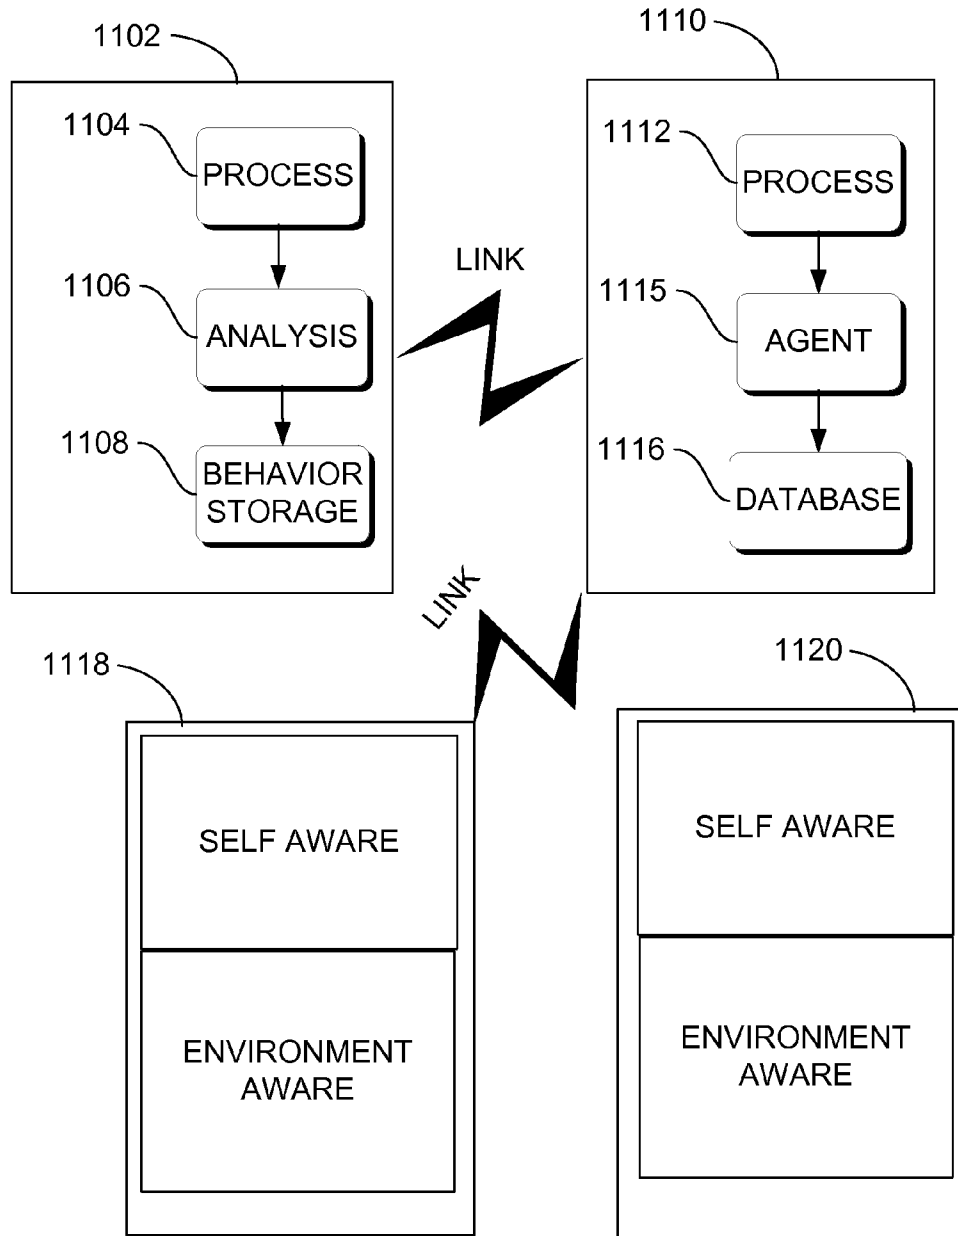 1102
1110
1104
PROCESS
1112
PROCESS
LINK
1106
ANALYSIS
1115
AGENT
1108
BEHAVIOR
STORAGE
1116
DATABASE
LINK
1118
1120
SELF AWARE
SELF AWARE
ENVIRONMENT
AWARE
ENVIRONMENT
AWARE